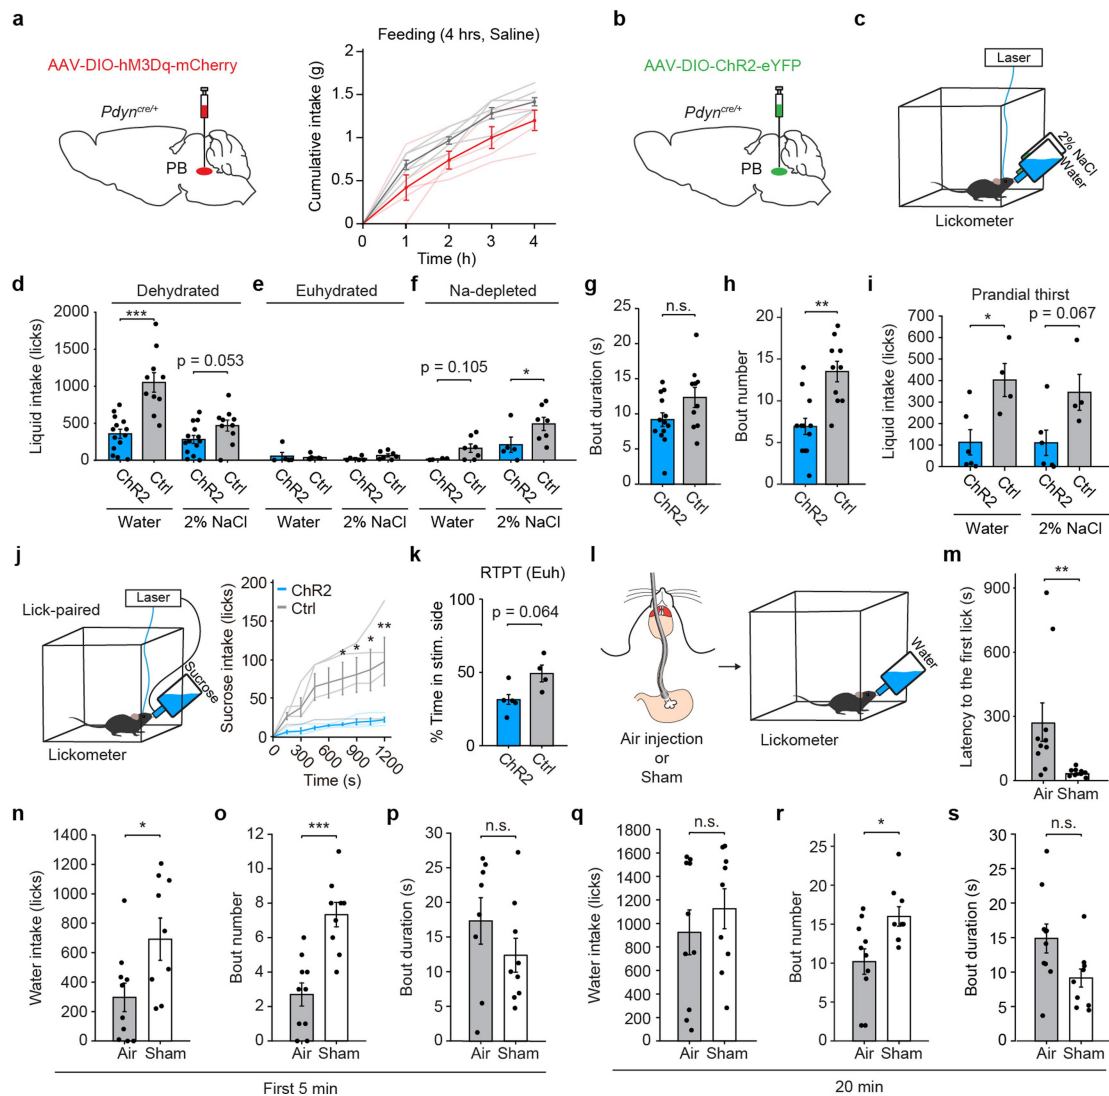 a
AAV-DIO-hM3Dq-mCherry
Pdyn^cre/+
PB
Feeding (4 hrs, Saline)
Cumulative intake (g)
2
1.5
1
0.5
0
0 1 2 3 4
Time (h)
b
AAV-DIO-ChR2-eYFP
Pdyn^cre/+
PB
c
Laser
2% NaCl
Water
Lickometer
d
Dehydrated
Liquid intake (licks)
2000
1500
1000
500
0
***
p = 0.053
ChR2 Ctrl ChR2 Ctrl
Water 2% NaCl
e
Euhydrated
ChR2 Ctrl ChR2 Ctrl
Water 2% NaCl
f
Na-depleted
p = 0.105
*
ChR2 Ctrl ChR2 Ctrl
Water 2% NaCl
g
Bout duration (s)
25
20
15
10
5
0
n.s.
ChR2 Ctrl
h
Bout number
20
15
10
5
0
**
ChR2 Ctrl
i
Prandial thirst
Liquid intake (licks)
700
600
500
400
300
200
100
0
*
p = 0.067
ChR2 Ctrl ChR2 Ctrl
Water 2% NaCl
j
Lick-paired
Laser
Sucrose
Lickometer
Sucrose intake (licks)
200
150
100
50
0
ChR2
Ctrl
* * * **
0 300 600 900 1200
Time (s)
k
RTPT (Euh)
% Time in stim. side
100
50
0
p = 0.064
ChR2 Ctrl
l
Air injection
or
Sham
Water
Lickometer
m
Latency to the first lick (s)
900
600
300
0
**
Air Sham
n
Water intake (licks)
1400
1200
1000
800
600
400
200
0
*
Air Sham
o
Bout number
12
10
8
6
4
2
0
***
Air Sham
p
Bout duration (s)
30
25
20
15
10
5
0
n.s.
Air Sham
First 5 min
q
Water intake (licks)
1800
1600
1400
1200
1000
800
600
400
200
0
n.s.
Air Sham
r
Bout number
25
20
15
10
5
0
*
Air Sham
s
Bout duration (s)
30
25
20
15
10
5
0
n.s.
Air Sham
20 min